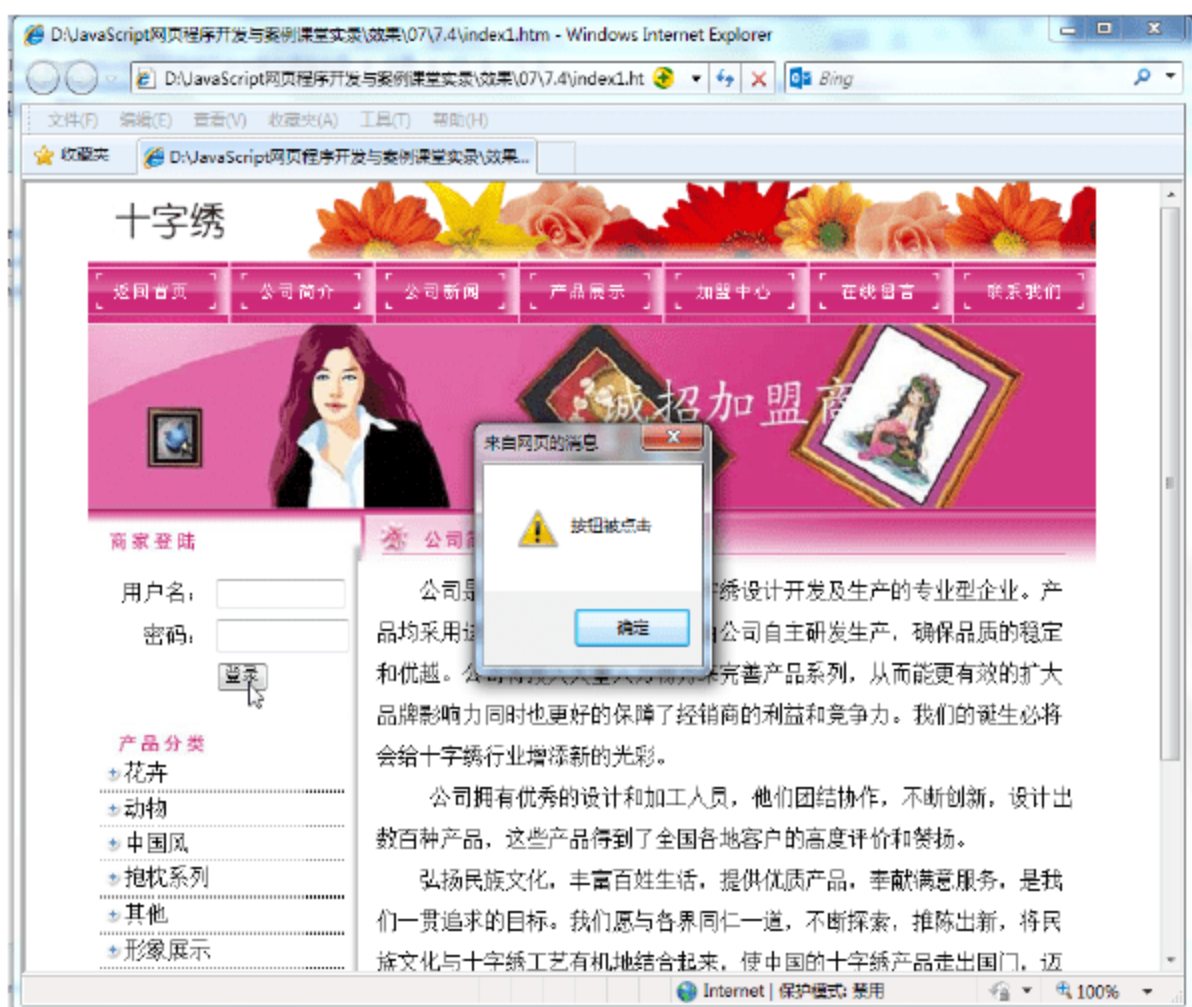 D:\JavaScript网页程序开发与案例课堂实录\效果\07\7.4\index1.htm - Windows Internet Explorer
D:\JavaScript网页程序开发与案例课堂实录\效果\07\7.4\index1.ht
Bing
文件(F) 编辑(E) 查看(V) 收藏夹(A) 工具(T) 帮助(H)
收藏夹
D:\JavaScript网页程序开发与案例课堂实录\效果...
十字绣
返回首页 公司简介 公司新闻 产品展示 加盟中心 在线留言 联系我们
诚招加盟商
来自网页的消息
按钮被点击
确定
商家登陆
用户名:
密码:
登录
产品分类
花卉
动物
中国风
抱枕系列
其他
形象展示
公司
公司是 绣设计开发及生产的专业型企业。产
品均采用 公司自主研发生产,确保品质的稳定
和优越。 完善产品系列,从而能更有效的扩大
品牌影响力同时也更好的保障了经销商的利益和竞争力。我们的诞生必将
会给十字绣行业增添新的光彩。
公司拥有优秀的设计和加工人员,他们团结协作,不断创新,设计出
数百种产品,这些产品得到了全国各地客户的高度评价和赞扬。
弘扬民族文化,丰富百姓生活,提供优质产品,奉献满意服务,是我
们一贯追求的目标。我们愿与各界同仁一道,不断探索,推陈出新,将民
族文化与十字绣工艺有机地结合起来,使中国的十字绣产品走出国门,迈
Internet | 保护模式: 禁用
100%